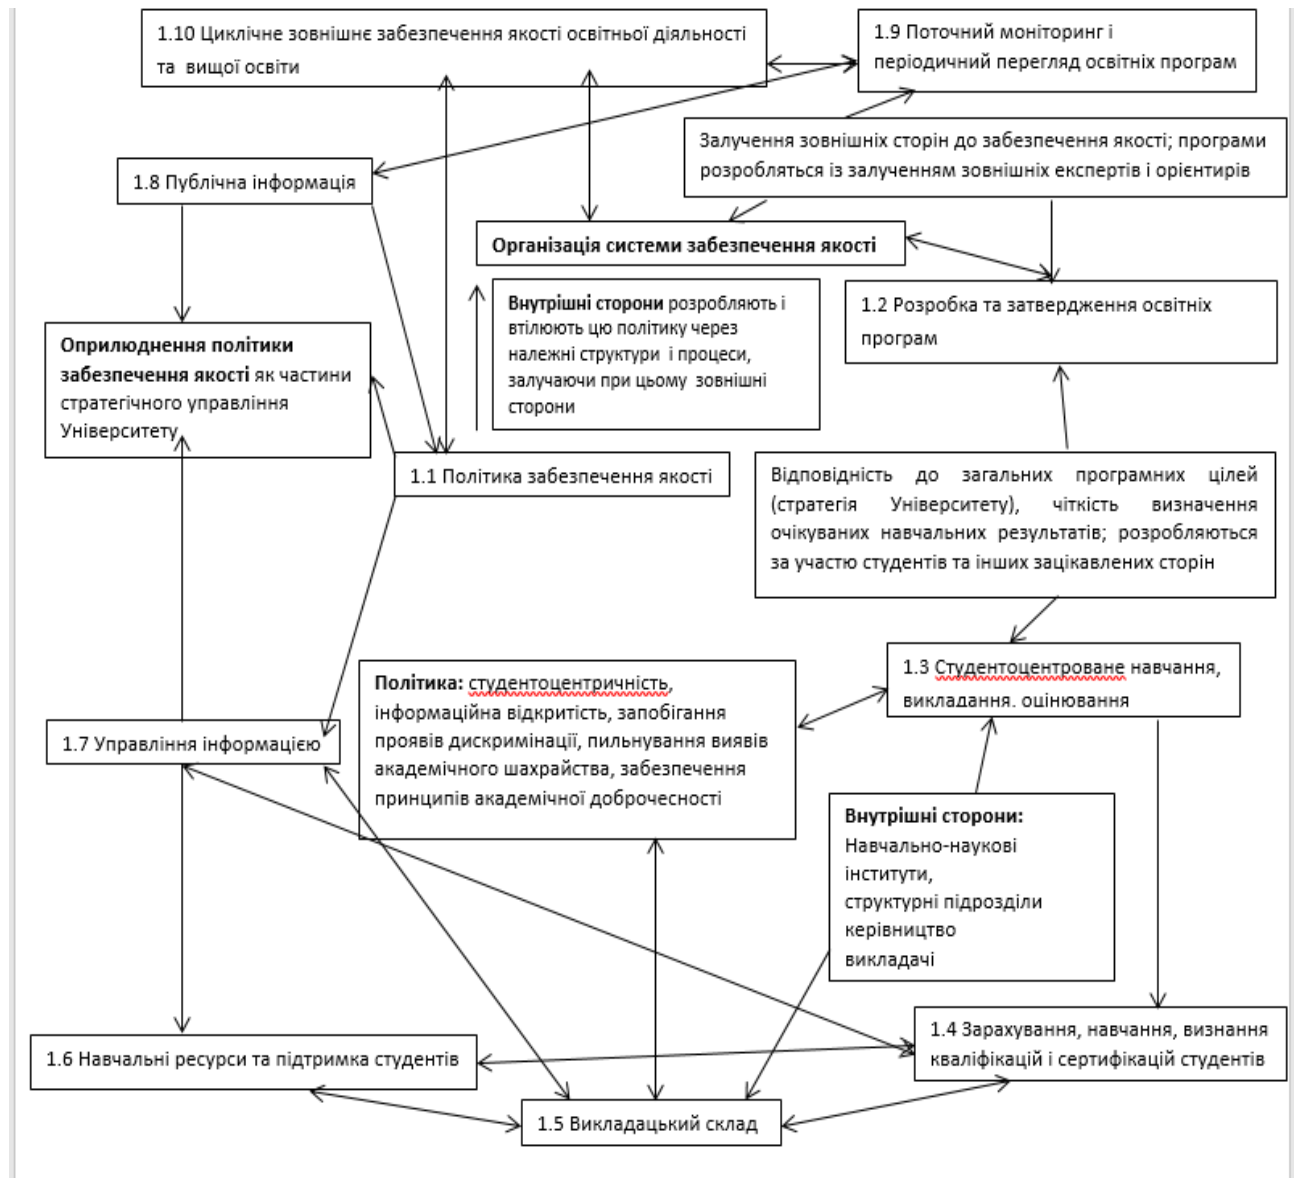 1.10 Циклічне зовнішнє забезпечення якості освітньої діяльності
та вищої освіти
1.9 Поточний моніторинг і
періодичний перегляд освітніх програм
Залучення зовнішніх сторін до забезпечення якості; програми
розробляться із залученням зовнішніх експертів і орієнтирів
1.8 Публічна інформація
Організація системи забезпечення якості
Внутрішні сторони розробляють і
втілюють цю політику через
належні структури і процеси,
залучаючи при цьому зовнішні
сторони
1.2 Розробка та затвердження освітніх
програм
Оприлюднення політики
забезпечення якості як частини
стратегічного управління
Університету
1.1 Політика забезпечення якості
Відповідність до загальних програмних цілей
(стратегія Університету), чіткість визначення
очікуваних навчальних результатів; розробляються
за участю студентів та інших зацікавлених сторін
1.3 Студентоцентроване навчання,
викладання. оцінювання
Політика: студентоцентричність,
інформаційна відкритість, запобігання
проявів дискримінації, пильнування виявів
академічного шахрайства, забезпечення
принципів академічної доброчесності
1.7 Управління інформацією
Внутрішні сторони:
Навчально-наукові
інститути,
структурні підрозділи
керівництво
викладачі
1.4 Зарахування, навчання, визнання
кваліфікацій і сертифікацій студентів
1.6 Навчальні ресурси та підтримка студентів
1.5 Викладацький склад